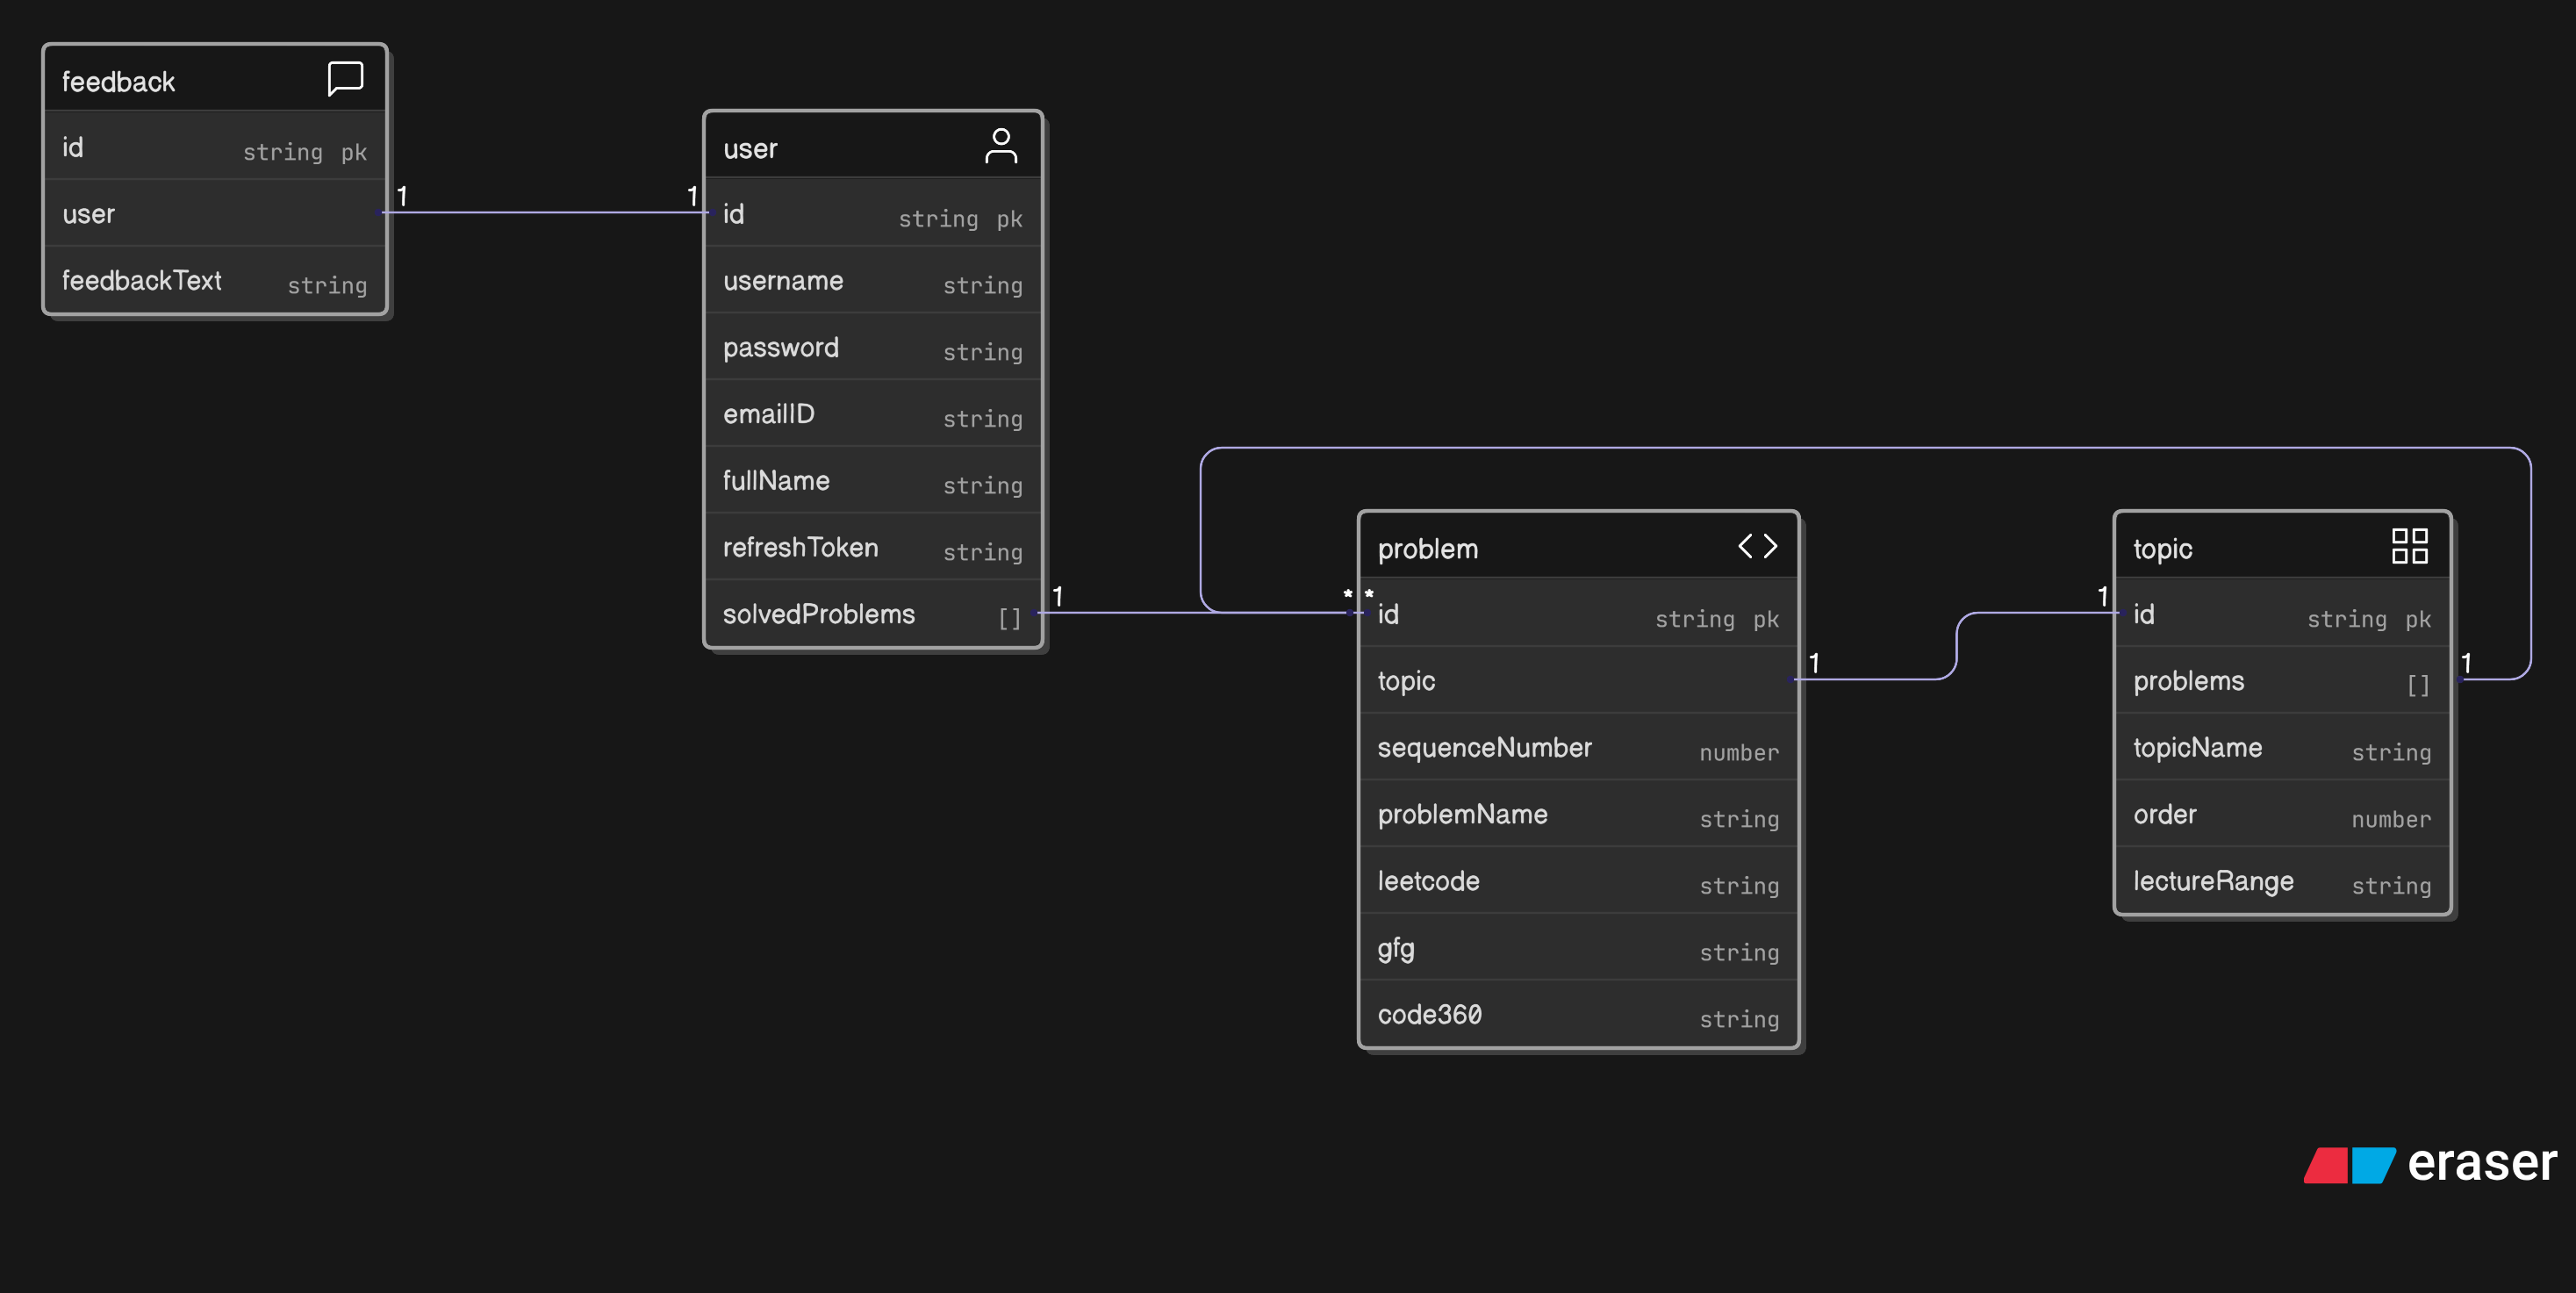 feedback
id string pk
user
feedbackText string
1 1
user
id string pk
username string
password string
emailID string
fullName string
refreshToken string
solvedProblems []
1 * *
problem
id string pk
topic
sequenceNumber number
problemName string
leetcode string
gfg string
code360 string
1 1
topic
id string pk
problems []
topicName string
order number
lectureRange string
1
eraser